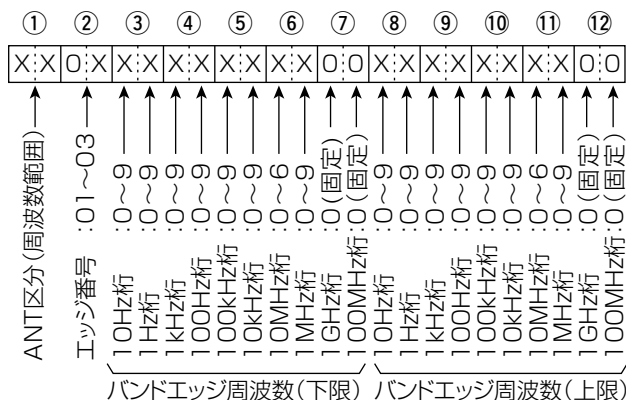 ① ② ③ ④ ⑤ ⑥ ⑦ ⑧ ⑨ ⑩ ⑪ ⑫
X X 0 X X X X X X X X X 0 0 X X X X X X X X 0 0
ANT区分(周波数範囲)
エッジ番号:01~03
10Hz桁:0~9
1Hz桁:0~9
1kHz桁:0~9
100Hz桁:0~9
100kHz桁:0~9
10kHz桁:0~9
10MHz桁:0~6
1MHz桁:0~9
1GHz桁:0(固定)
100MHz桁:0(固定)
10Hz桁:0~9
1Hz桁:0~9
1kHz桁:0~9
100Hz桁:0~9
100kHz桁:0~9
10kHz桁:0~9
10MHz桁:0~6
1MHz桁:0~9
1GHz桁:0(固定)
100MHz桁:0(固定)
バンドエッジ周波数(下限) バンドエッジ周波数(上限)